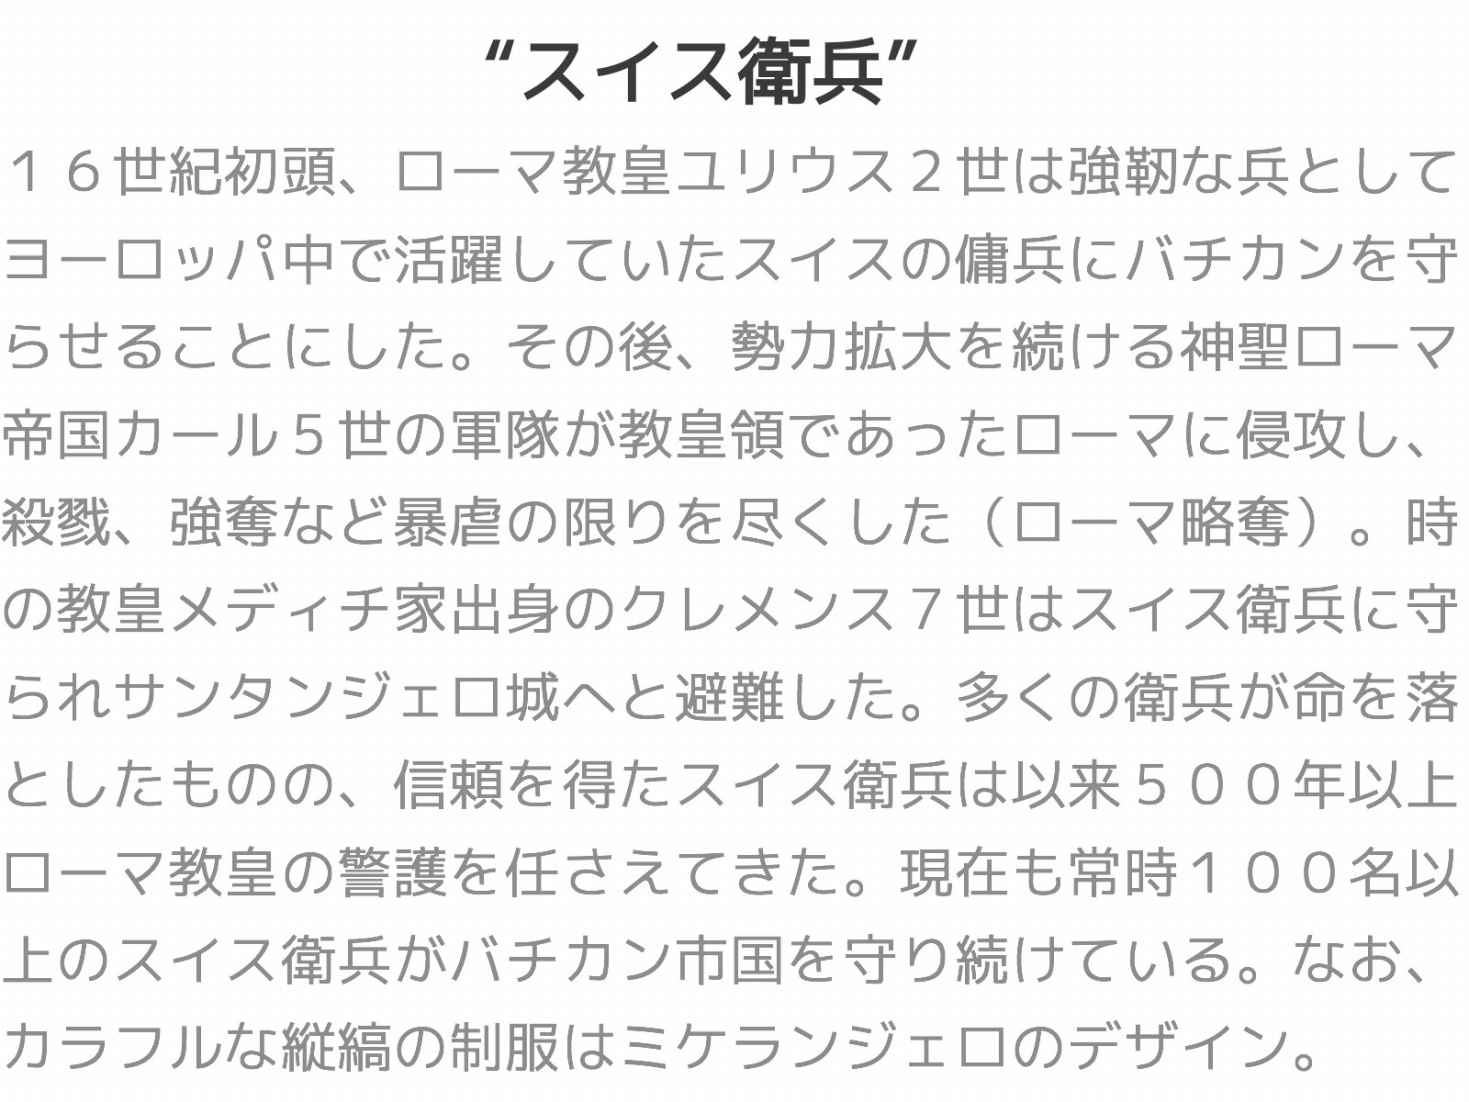 “スイス衛兵”
１６世紀初頭、ローマ教皇ユリウス２世は強靭な兵として
ヨーロッパ中で活躍していたスイスの傭兵にバチカンを守
らせることにした。その後、勢力拡大を続ける神聖ローマ
帝国カール５世の軍隊が教皇領であったローマに侵攻し、
殺戮、強奪など暴虐の限りを尽くした（ローマ略奪）。時
の教皇メディチ家出身のクレメンス７世はスイス衛兵に守
られサンタンジェロ城へと避難した。多くの衛兵が命を落
としたものの、信頼を得たスイス衛兵は以来５００年以上
ローマ教皇の警護を任さえてきた。現在も常時１００名以
上のスイス衛兵がバチカン市国を守り続けている。なお、
カラフルな縦縞の制服はミケランジェロのデザイン。